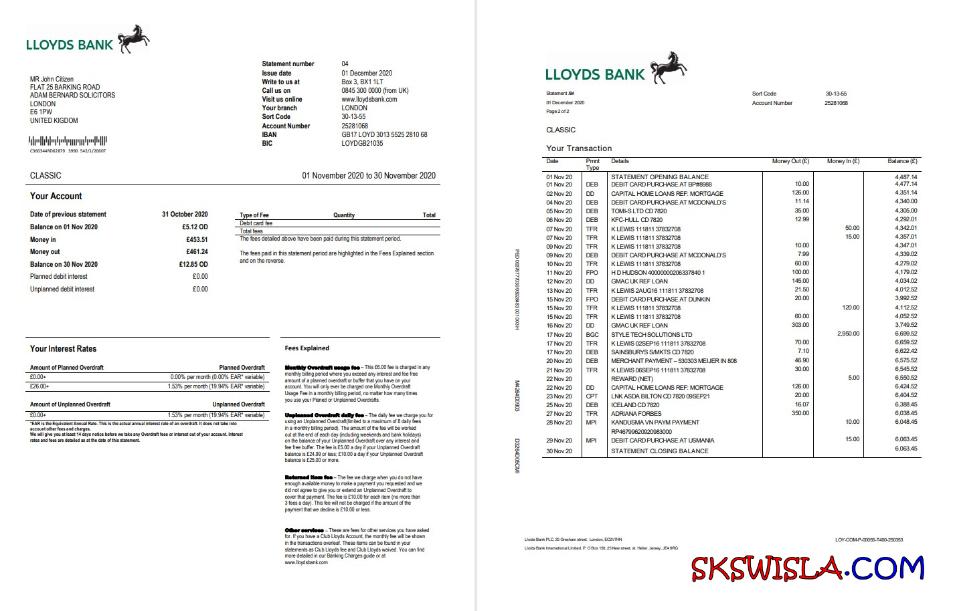 LLOYDS BANK
MR John Citizen
FLAT 25 BARKING ROAD
ADAM BERNARD SOLICITORS
LONDON
E6 1PW
UNITED KINGDOM
Statement number 04
Issue date 01 December 2020
Write to us at Box 3, BX1 1LT
Call us on 0845 300 0000 (from UK)
Visit us online www.lloydsbank.com
Your branch LONDON
Sort Code 30-13-55
Account Number 25281068
IBAN GB17 LOYD 3013 5525 2810 68
BIC LOYDGB21035
CLASSIC 01 November 2020 to 30 November 2020
Your Account
Date of previous statement 31 October 2020
Balance on 01 Nov 2020 £5.12 OD
Money in £453.51
Money out £461.24
Balance on 30 Nov 2020 £12.85 OD
Planned debit interest £0.00
Unplanned debit interest £0.00
Type of Fee Quantity Total
Debit card fee
Total fees
The fees detailed above have been paid during this statement period.
The fees paid in this statement period are highlighted in the Fees Explained section
and on the reverse.
Your Interest Rates
Amount of Planned Overdraft Planned Overdraft
£0.00+ 0.00% per month (0.00% EAR* variable)
£26.00+ 1.53% per month (19.94% EAR* variable)
Amount of Unplanned Overdraft Unplanned Overdraft
£0.00+ 1.53% per month (19.94% EAR* variable)
*EAR is the Equivalent Annual Rate. This is the actual annual interest rate of an overdraft. It does not take into
account other fees and charges.
We will give you at least 14 days notice before we take any Overdraft fees or interest out of your account. Interest
rates and fees are detailed as at the date of this statement.
Fees Explained
Monthly Overdraft usage fee – This £6.00 fee is charged in any
monthly billing period where you exceed any interest and fee free
amount of a planned overdraft or buffer that you have on your
account. You will only ever be charged one Monthly Overdraft
Usage Fee in a monthly billing period, no matter how many times
you use your Planned or Unplanned Overdrafts.
Unplanned Overdraft daily fee – The daily fee we charge you for
using an Unplanned Overdraft limited to a maximum of 8 daily fees
in a monthly billing period. The amount of the fee will be worked
out at the end of each day (including weekends and bank holidays)
on the balance of your Unplanned Overdraft over any interest and
fee free buffer. The fee is £5.00 a day if your Unplanned Overdraft
balance is £24.99 or less; £10.00 a day if your Unplanned Overdraft
balance is £25.00 or more.
Returned item fee – The fee we charge when you do not have
enough available money to make a payment you requested and we
did not agree to give you or extend an Unplanned Overdraft to
cover that payment. The fee is £10.00 for each item (no more than
3 fees a day). This fee will not be charged if the amount of the
payment that we decline is £10.00 or less.
Other services – These are fees for other services you have asked
for. If you have a Club Lloyds Account, the monthly fee will be shown
in the transactions overleaf. These items can be found in your
statements as Club Lloyds fee and Club Lloyds waived. You can find
more detailed in our Banking Charges guide or at
www.lloydsbank.com
LLOYDS BANK
01 December 2020
Page 2 of 2
Sort Code 30-13-55
Account Number 25281068
CLASSIC
Your Transaction
Date Pmnt Type Details Money Out (£) Money In (£) Balance (£)
01 Nov 20 STATEMENT OPENING BALANCE 4,487.14
01 Nov 20 DEB DEBIT CARD PURCHASE AT BP#8988 10.00 4,477.14
02 Nov 20 DD CAPITAL HOME LOANS REF: MORTGAGE 126.00 4,351.14
04 Nov 20 DEB DEBIT CARD PURCHASE AT MCDONALD'S 11.14 4,340.00
05 Nov 20 DEB TOMI-S LTD CD 7820 35.00 4,305.00
06 Nov 20 DEB KFC-HULL CD 7820 12.99 4,292.01
07 Nov 20 TFR K LEWIS 111811 37832708 50.00 4,342.01
07 Nov 20 TFR K LEWIS 111811 37832708 15.00 4,357.01
09 Nov 20 TFR K LEWIS 111811 37832708 10.00 4,347.01
09 Nov 20 DEB DEBIT CARD PURCHASE AT MCDONALD'S 7.99 4,339.02
10 Nov 20 TFR K LEWIS 111811 37832708 60.00 4,279.02
11 Nov 20 FPO H D HUDSON 40000000206337840 1 100.00 4,179.02
12 Nov 20 DD GMAC UK REF LOAN 145.00 4,034.02
13 Nov 20 TFR K LEWIS 2AUG16 111811 37832708 21.50 4,012.52
15 Nov 20 FPO DEBIT CARD PURCHASE AT DUNKIN 20.00 3,992.52
15 Nov 20 TFR K LEWIS 111811 37832708 120.00 4,112.52
15 Nov 20 TFR K LEWIS 111811 37832708 60.00 4,052.52
16 Nov 20 DD GMAC UK REF LOAN 303.00 3,749.52
17 Nov 20 BGC STYLE TECH SOLUTIONS LTD 2,950.00 6,699.52
17 Nov 20 TFR K LEWIS 02SEP16 111811 37832708 70.00 6,629.52
17 Nov 20 DEB SAINSBURYS S/MKTS CD 7820 7.10 6,622.42
20 Nov 20 DEB MERCHANT PAYMENT – 530303 MEIJER IN 808 46.90 6,575.52
21 Nov 20 TFR K LEWIS 06SEP16 111811 37832708 30.00 6,545.52
22 Nov 20 REWARD (NET) 5.00 6,550.52
22 Nov 20 DD CAPITAL HOME LOANS REF: MORTGAGE 126.00 6,424.52
23 Nov 20 CPT LNK ASDA BILTON CD 7820 09SEP21 20.00 6,404.52
25 Nov 20 DEB ICELAND CD 7820 16.07 6,388.45
27 Nov 20 TFR ADRIANA FORBES 350.00 6,038.45
28 Nov 20 MPI KANDUSMA VN PAYM PAYMENT 10.00 6,048.45
RP4679962002098300
29 Nov 20 MPI DEBIT CARD PURCHASE AT USMANIA 15.00 6,063.45
30 Nov 20 STATEMENT CLOSING BALANCE 6,063.45
SKSWISLA.COM